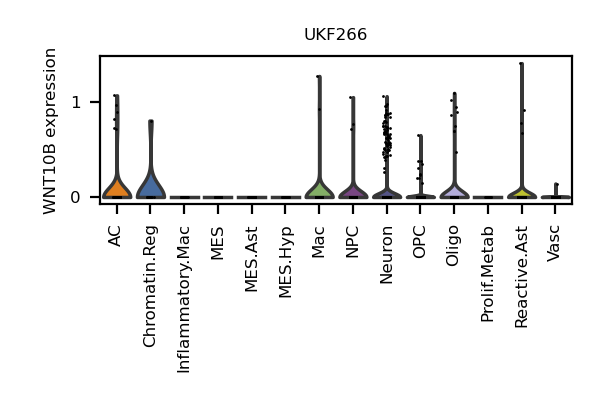 UKF266
WNT10B expression
1
0
AC
Chromatin.Reg
Inflammatory.Mac
MES
MES.Ast
MES.Hyp
Mac
NPC
Neuron
OPC
Oligo
Prolif.Metab
Reactive.Ast
Vasc